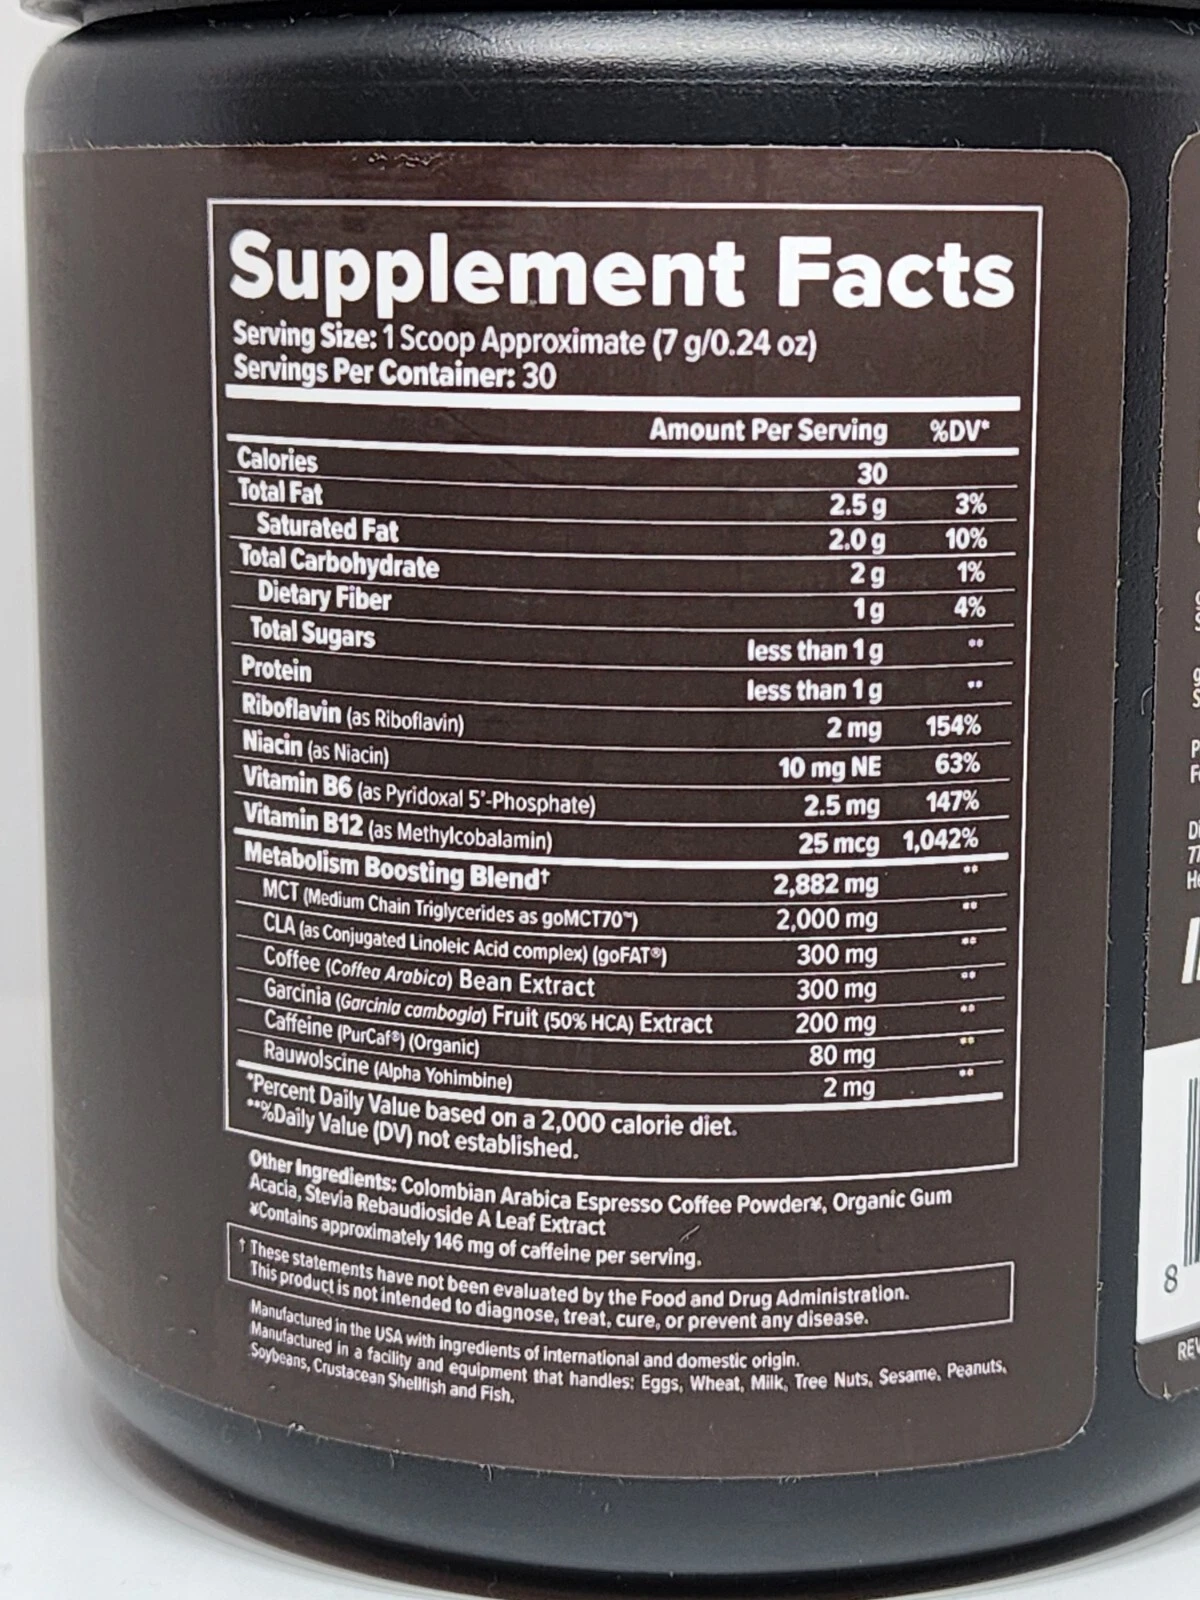 Supplement Facts
Serving Size: 1 Scoop Approximate (7 g/0.24 oz)
Servings Per Container: 30
Amount Per Serving %DV*
Calories 30
Total Fat 2.5 g 3%
Saturated Fat 2.0 g 10%
Total Carbohydrate 2 g 1%
Dietary Fiber 1 g 4%
Total Sugars less than 1 g **
Protein less than 1 g **
Riboflavin (as Riboflavin) 2 mg 154%
Niacin (as Niacin) 10 mg NE 63%
Vitamin B6 (as Pyridoxal 5'-Phosphate) 2.5 mg 147%
Vitamin B12 (as Methylcobalamin) 25 mcg 1,042%
Metabolism Boosting Blend† 2,882 mg **
MCT (Medium Chain Triglycerides as goMCT70™) 2,000 mg **
CLA (as Conjugated Linoleic Acid complex) (goFAT®) 300 mg **
Coffee (Coffea Arabica) Bean Extract 300 mg **
Garcinia (Garcinia cambogia) Fruit (50% HCA) Extract 200 mg **
Caffeine (PurCaf®) (Organic) 80 mg **
Rauwolscine (Alpha Yohimbine) 2 mg **
*Percent Daily Value based on a 2,000 calorie diet.
**%Daily Value (DV) not established.
Other Ingredients: Colombian Arabica Espresso Coffee Powder¥, Organic Gum
Acacia, Stevia Rebaudioside A Leaf Extract
¥Contains approximately 146 mg of caffeine per serving.
† These statements have not been evaluated by the Food and Drug Administration.
This product is not intended to diagnose, treat, cure, or prevent any disease.
Manufactured in the USA with ingredients of international and domestic origin.
Manufactured in a facility and equipment that handles: Eggs, Wheat, Milk, Tree Nuts, Sesame, Peanuts,
Soybeans, Crustacean Shellfish and Fish.
8